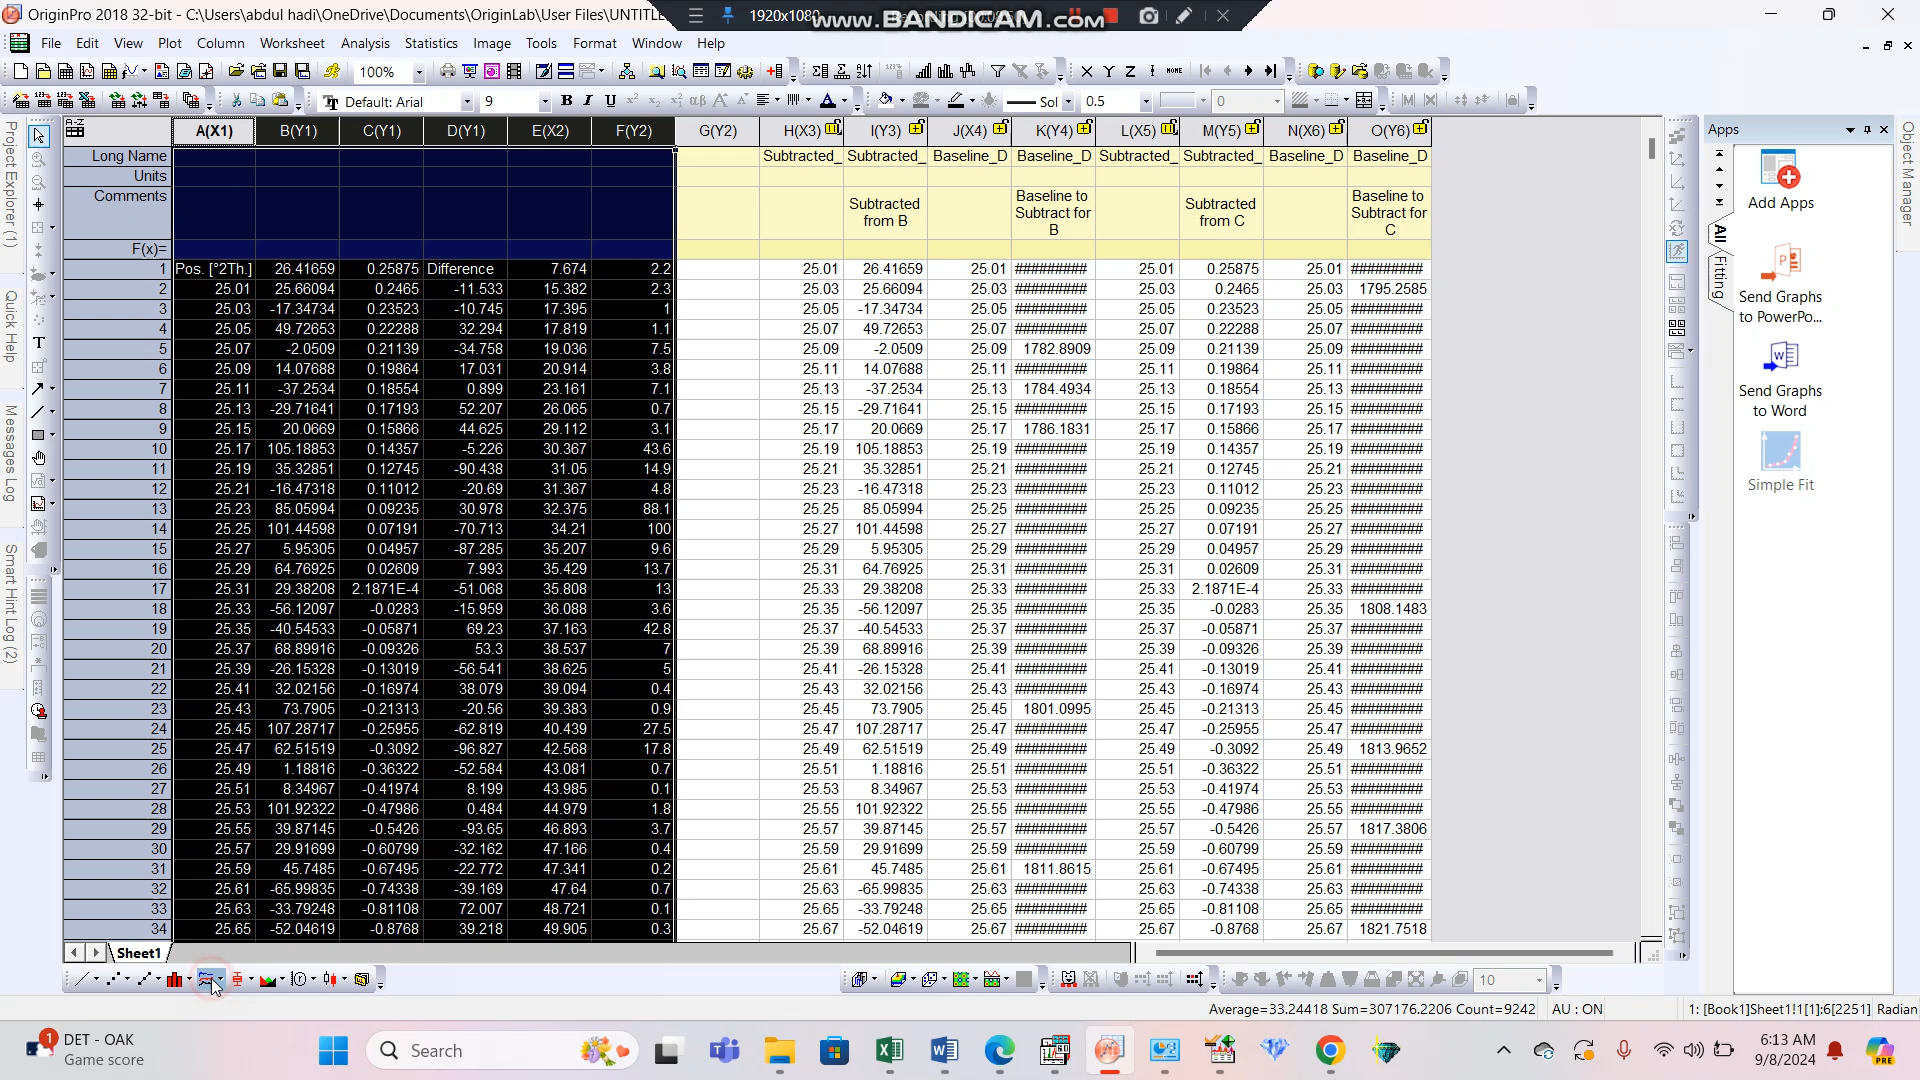 OriginPro 2018 32-bit - C:\Users\abdul hadi\OneDrive\Documents\OriginLab\User Files\UNTITLE
1920x1080
www.BANDICAM.com
File Edit View Plot Column Worksheet Analysis Statistics Image Tools Format Window Help
100%
Default: Arial 9 B I U Sol 0.5 0
A(X1) B(Y1) C(Y1) D(Y1) E(X2) F(Y2) G(Y2) H(X3) I(Y3) J(X4) K(Y4) L(X5) M(Y5) N(X6) O(Y6)
Long Name Subtracted_ Subtracted_ Baseline_D Baseline_D Subtracted_ Subtracted_ Baseline_D Baseline_D
Units
Comments Subtracted from B Baseline to Subtract for B Subtracted from C Baseline to Subtract for C
F(x)=
1 Pos. [°2Th.] 26.41659 0.25875 Difference 7.674 2.2 25.01 26.41659 25.01 ######### 25.01 0.25875 25.01 #########
2 25.01 25.66094 0.2465 -11.533 15.382 2.3 25.03 25.66094 25.03 ######### 25.03 0.2465 25.03 1795.2585
3 25.03 -17.34734 0.23523 -10.745 17.395 1 25.05 -17.34734 25.05 ######### 25.05 0.23523 25.05 #########
4 25.05 49.72653 0.22288 32.294 17.819 1.1 25.07 49.72653 25.07 ######### 25.07 0.22288 25.07 #########
5 25.07 -2.0509 0.21139 -34.758 19.036 7.5 25.09 -2.0509 25.09 1782.8909 25.09 0.21139 25.09 #########
6 25.09 14.07688 0.19864 17.031 20.914 3.8 25.11 14.07688 25.11 ######### 25.11 0.19864 25.11 #########
7 25.11 -37.2534 0.18554 0.899 23.161 7.1 25.13 -37.2534 25.13 1784.4934 25.13 0.18554 25.13 #########
8 25.13 -29.71641 0.17193 52.207 26.065 0.7 25.15 -29.71641 25.15 ######### 25.15 0.17193 25.15 #########
9 25.15 20.0669 0.15866 44.625 29.112 3.1 25.17 20.0669 25.17 1786.1831 25.17 0.15866 25.17 #########
10 25.17 105.18853 0.14357 -5.226 30.367 43.6 25.19 105.18853 25.19 ######### 25.19 0.14357 25.19 #########
11 25.19 35.32851 0.12745 -90.438 31.05 14.9 25.21 35.32851 25.21 ######### 25.21 0.12745 25.21 #########
12 25.21 -16.47318 0.11012 -20.69 31.367 4.8 25.23 -16.47318 25.23 ######### 25.23 0.11012 25.23 #########
13 25.23 85.05994 0.09235 30.978 32.375 88.1 25.25 85.05994 25.25 ######### 25.25 0.09235 25.25 #########
14 25.25 101.44598 0.07191 -70.713 34.21 100 25.27 101.44598 25.27 ######### 25.27 0.07191 25.27 #########
15 25.27 5.95305 0.04957 -87.285 35.207 9.6 25.29 5.95305 25.29 ######### 25.29 0.04957 25.29 #########
16 25.29 64.76925 0.02609 7.993 35.429 13.7 25.31 64.76925 25.31 ######### 25.31 0.02609 25.31 #########
17 25.31 29.38208 2.1871E-4 -51.068 35.808 13 25.33 29.38208 25.33 ######### 25.33 2.1871E-4 25.33 #########
18 25.33 -56.12097 -0.0283 -15.959 36.088 3.6 25.35 -56.12097 25.35 ######### 25.35 -0.0283 25.35 1808.1483
19 25.35 -40.54533 -0.05871 69.23 37.163 42.8 25.37 -40.54533 25.37 ######### 25.37 -0.05871 25.37 #########
20 25.37 68.89916 -0.09326 53.3 38.537 7 25.39 68.89916 25.39 ######### 25.39 -0.09326 25.39 #########
21 25.39 -26.15328 -0.13019 -56.541 38.625 5 25.41 -26.15328 25.41 ######### 25.41 -0.13019 25.41 #########
22 25.41 32.02156 -0.16974 38.079 39.094 0.4 25.43 32.02156 25.43 ######### 25.43 -0.16974 25.43 #########
23 25.43 73.7905 -0.21313 -20.56 39.383 0.9 25.45 73.7905 25.45 1801.0995 25.45 -0.21313 25.45 #########
24 25.45 107.28717 -0.25955 -62.819 40.439 27.5 25.47 107.28717 25.47 ######### 25.47 -0.25955 25.47 #########
25 25.47 62.51519 -0.3092 -96.827 42.568 17.8 25.49 62.51519 25.49 ######### 25.49 -0.3092 25.49 1813.9652
26 25.49 1.18816 -0.36322 -52.584 43.081 0.7 25.51 1.18816 25.51 ######### 25.51 -0.36322 25.51 #########
27 25.51 8.34967 -0.41974 8.199 43.985 0.1 25.53 8.34967 25.53 ######### 25.53 -0.41974 25.53 #########
28 25.53 101.92322 -0.47986 0.484 44.979 1.8 25.55 101.92322 25.55 ######### 25.55 -0.47986 25.55 #########
29 25.55 39.87145 -0.5426 -93.65 46.893 3.7 25.57 39.87145 25.57 ######### 25.57 -0.5426 25.57 1817.3806
30 25.57 29.91699 -0.60799 -32.162 47.166 0.4 25.59 29.91699 25.59 ######### 25.59 -0.60799 25.59 #########
31 25.59 45.7485 -0.67495 -22.772 47.341 0.2 25.61 45.7485 25.61 1811.8615 25.61 -0.67495 25.61 #########
32 25.61 -65.99835 -0.74338 -39.169 47.64 0.7 25.63 -65.99835 25.63 ######### 25.63 -0.74338 25.63 #########
33 25.63 -33.79248 -0.81108 72.007 48.721 0.1 25.65 -33.79248 25.65 ######### 25.65 -0.81108 25.65 #########
34 25.65 -52.04619 -0.8768 39.218 49.905 0.3 25.67 -52.04619 25.67 ######### 25.67 -0.8768 25.67 1821.7518
Sheet1
10
Average=33.24418 Sum=307176.2206 Count=9242 AU : ON 1: [Book1]Sheet1!1[1]:6[2251] Radian
Project Explorer (1)
Quick Help
Messages Log
Smart Hint Log (2)
Apps
All
Fitting
Add Apps
Send Graphs
to PowerPo...
Send Graphs
to Word
Simple Fit
Object Manager
1
DET - OAK
Game score
Search
6:13 AM
9/8/2024